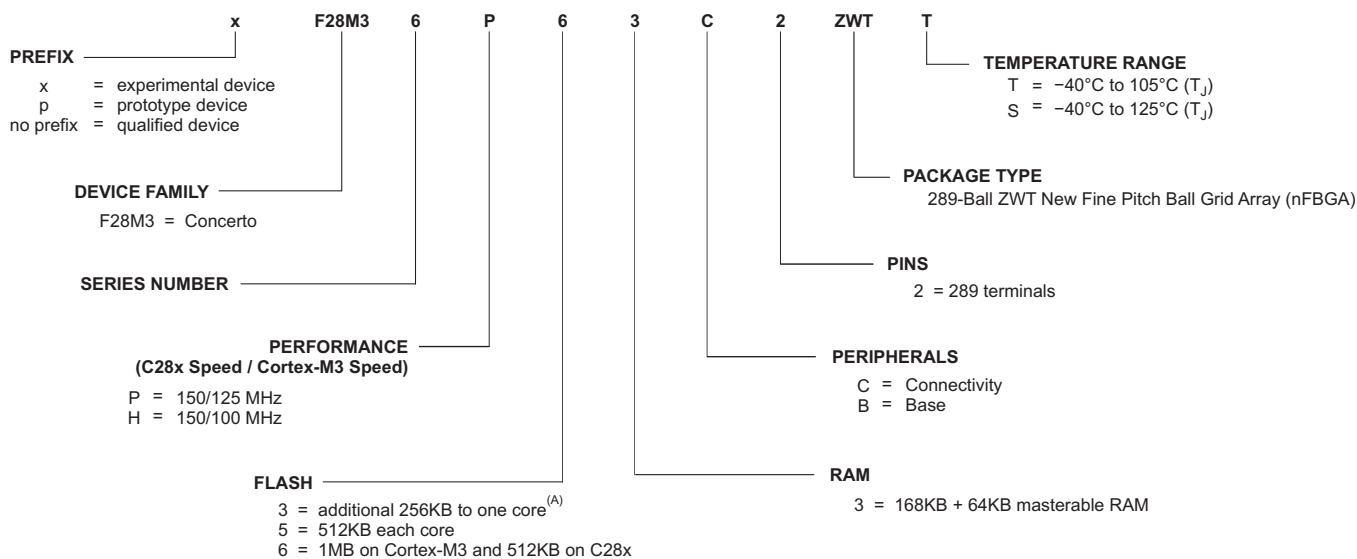 x F28M3 6 P 6 3 C 2 ZWT T
PREFIX
x = experimental device
p = prototype device
no prefix = qualified device
TEMPERATURE RANGE
T = −40°C to 105°C (TJ)
S = −40°C to 125°C (TJ)
DEVICE FAMILY
F28M3 = Concerto
PACKAGE TYPE
289-Ball ZWT New Fine Pitch Ball Grid Array (nFBGA)
SERIES NUMBER
PINS
2 = 289 terminals
PERFORMANCE
(C28x Speed / Cortex-M3 Speed)
P = 150/125 MHz
H = 150/100 MHz
PERIPHERALS
C = Connectivity
B = Base
FLASH
3 = additional 256KB to one core(A)
5 = 512KB each core
6 = 1MB on Cortex-M3 and 512KB on C28x
RAM
3 = 168KB + 64KB masterable RAM